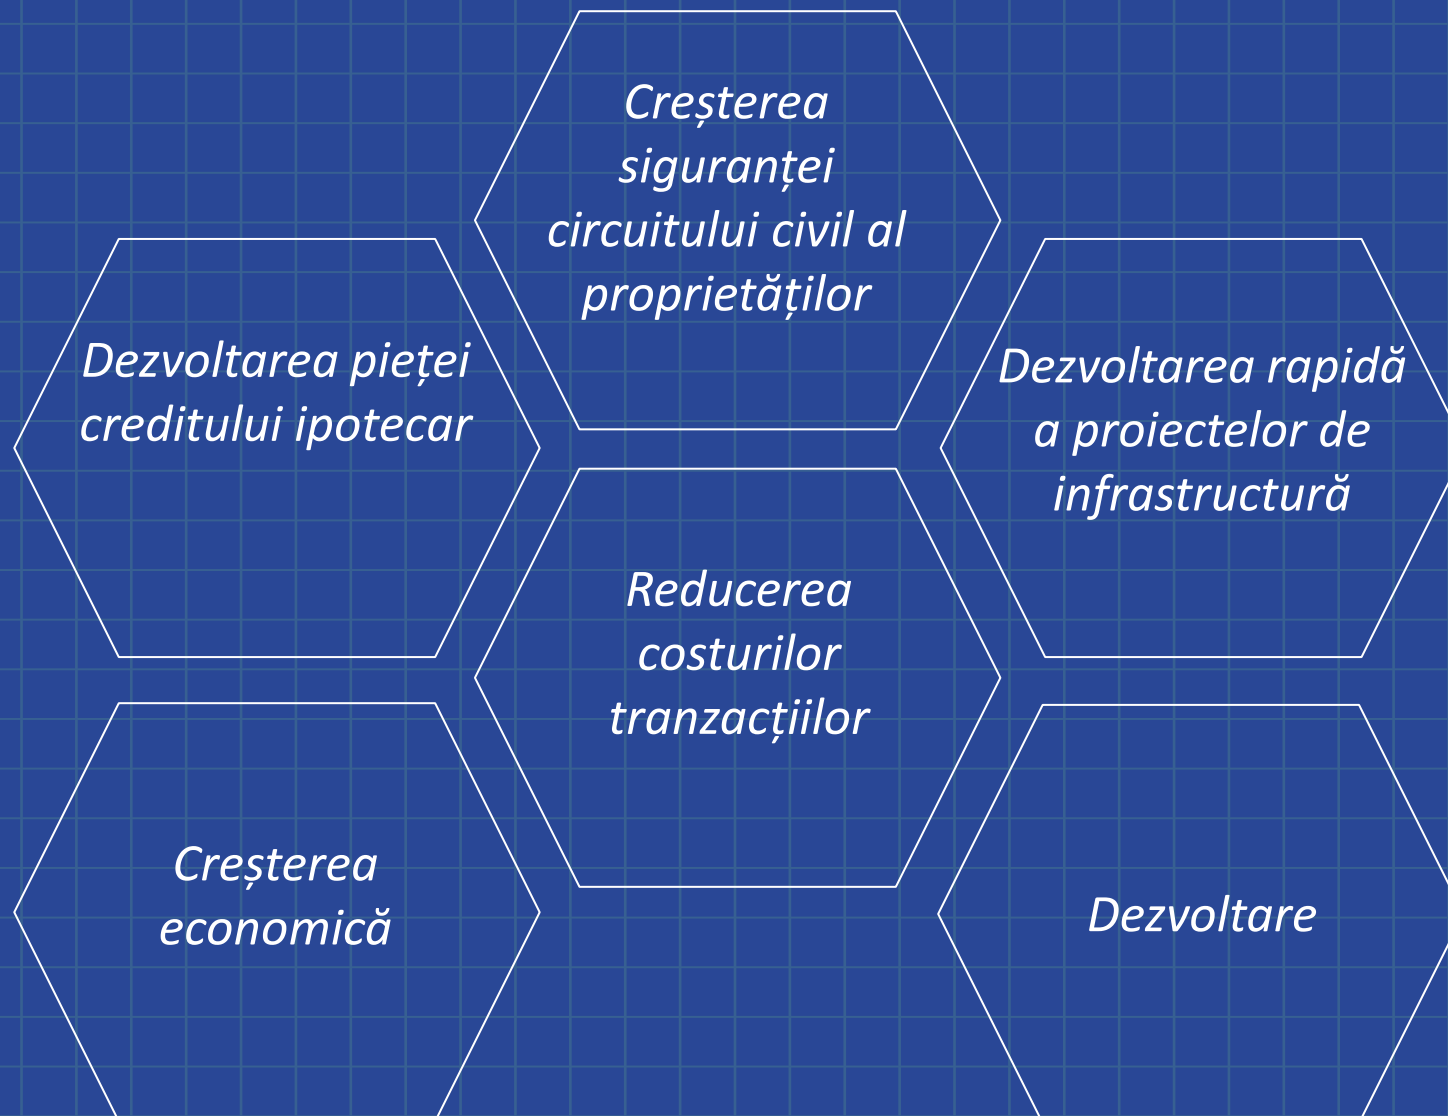 Creșterea
siguranței
circuitului civil al
proprietăților
Dezvoltarea pieței
creditului ipotecar
Dezvoltarea rapidă
a proiectelor de
infrastructură
Reducerea
costurilor
tranzacțiilor
Creșterea
economică
Dezvoltare